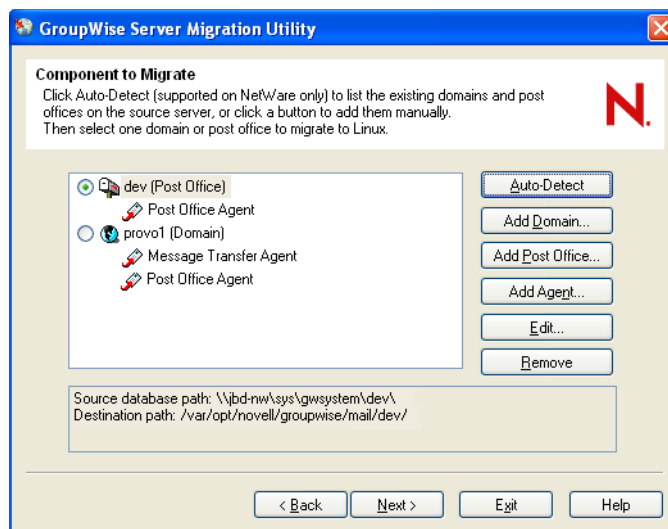 GroupWise Server Migration Utility
Component to Migrate
Click Auto-Detect (supported on NetWare only) to list the existing domains and post
offices on the source server, or click a button to add them manually.
Then select one domain or post office to migrate to Linux.
N.
dev (Post Office)
Post Office Agent
provo1 (Domain)
Message Transfer Agent
Post Office Agent
Auto-Detect
Add Domain...
Add Post Office...
Add Agent...
Edit...
Remove
Source database path: \\jbd-nw\sys\gwsystem\dev\
Destination path: /var/opt/novell/groupwise/mail/dev/
< Back
Next >
Exit
Help